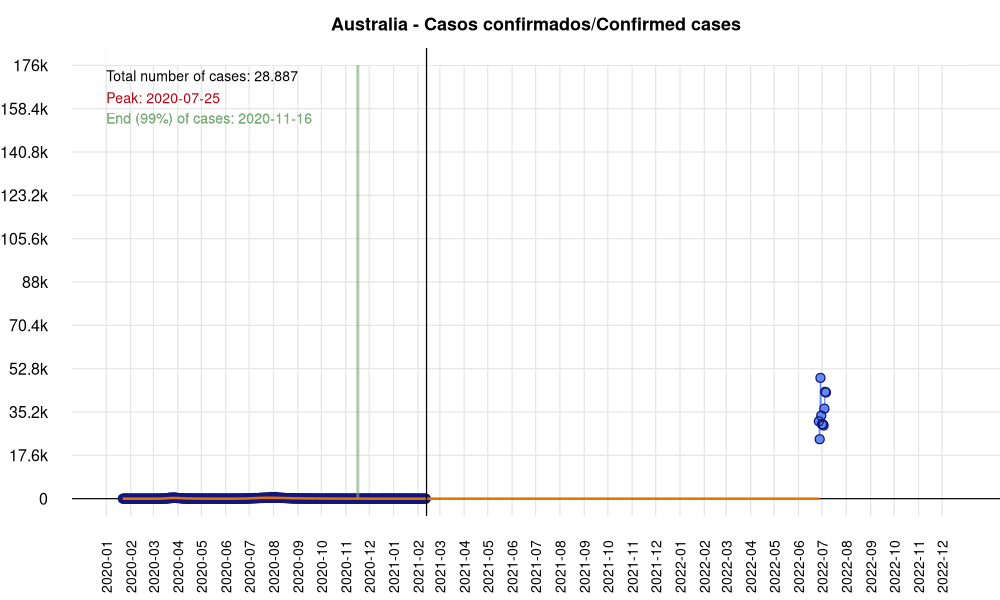 Australia - Casos confirmados/Confirmed cases
176k
158.4k
140.8k
123.2k
105.6k
88k
70.4k
52.8k
35.2k
17.6k
0
Total number of cases: 28.887
Peak: 2020-07-25
End (99%) of cases: 2020-11-16
2020-01
2020-02
2020-03
2020-04
2020-05
2020-06
2020-07
2020-08
2020-09
2020-10
2020-11
2020-12
2021-01
2021-02
2021-03
2021-04
2021-05
2021-06
2021-07
2021-08
2021-09
2021-10
2021-11
2021-12
2022-01
2022-02
2022-03
2022-04
2022-05
2022-06
2022-07
2022-08
2022-09
2022-10
2022-11
2022-12